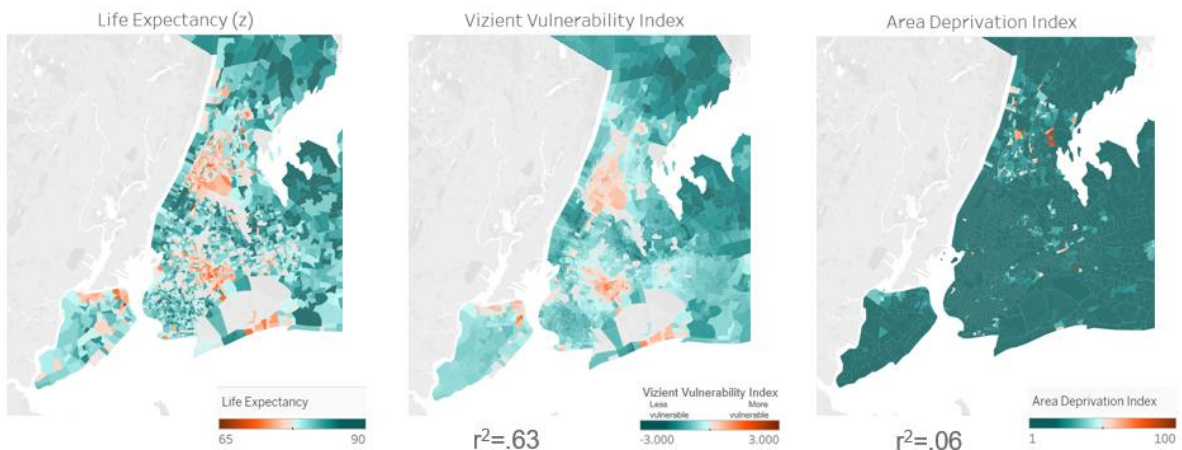 Life Expectancy (z)
Vizient Vulnerability Index
Area Deprivation Index
Life Expectancy
65 90
Vizient Vulnerability Index
Less vulnerable
More vulnerable
-3.000 3.000
r²=.63
Area Deprivation Index
1 100
r²=.06